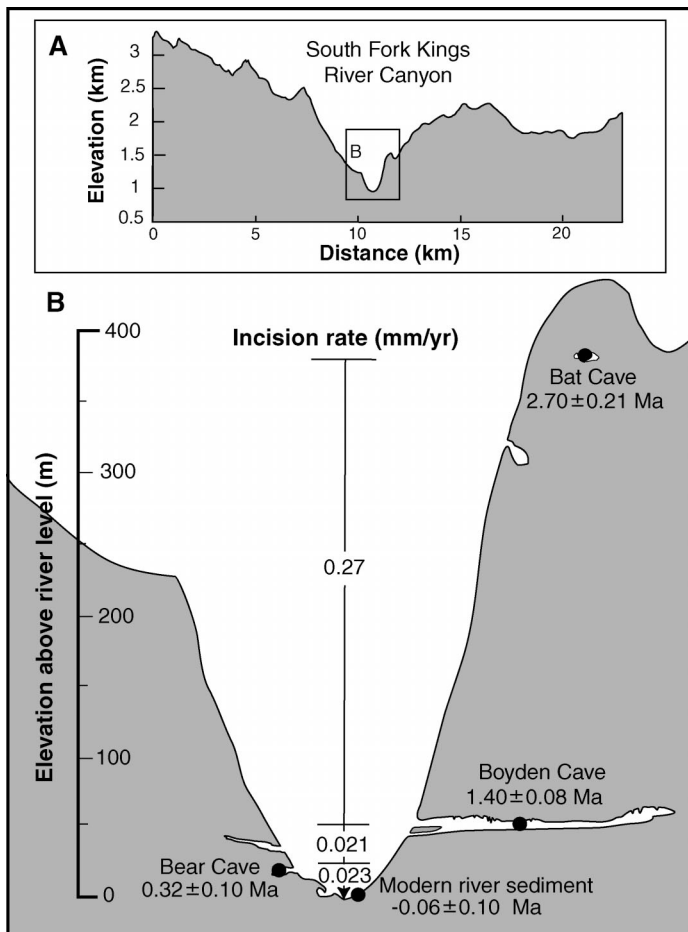 A
South Fork Kings
River Canyon
Elevation (km)
3
2.5
2
1.5
1
0.5
B
0
5
10
15
20
Distance (km)
B
Incision rate (mm/yr)
Elevation above river level (m)
400
300
200
100
0
Bat Cave
2.70±0.21 Ma
0.27
Boyden Cave
1.40±0.08 Ma
0.021
0.023
Bear Cave
0.32±0.10 Ma
Modern river sediment
-0.06±0.10 Ma